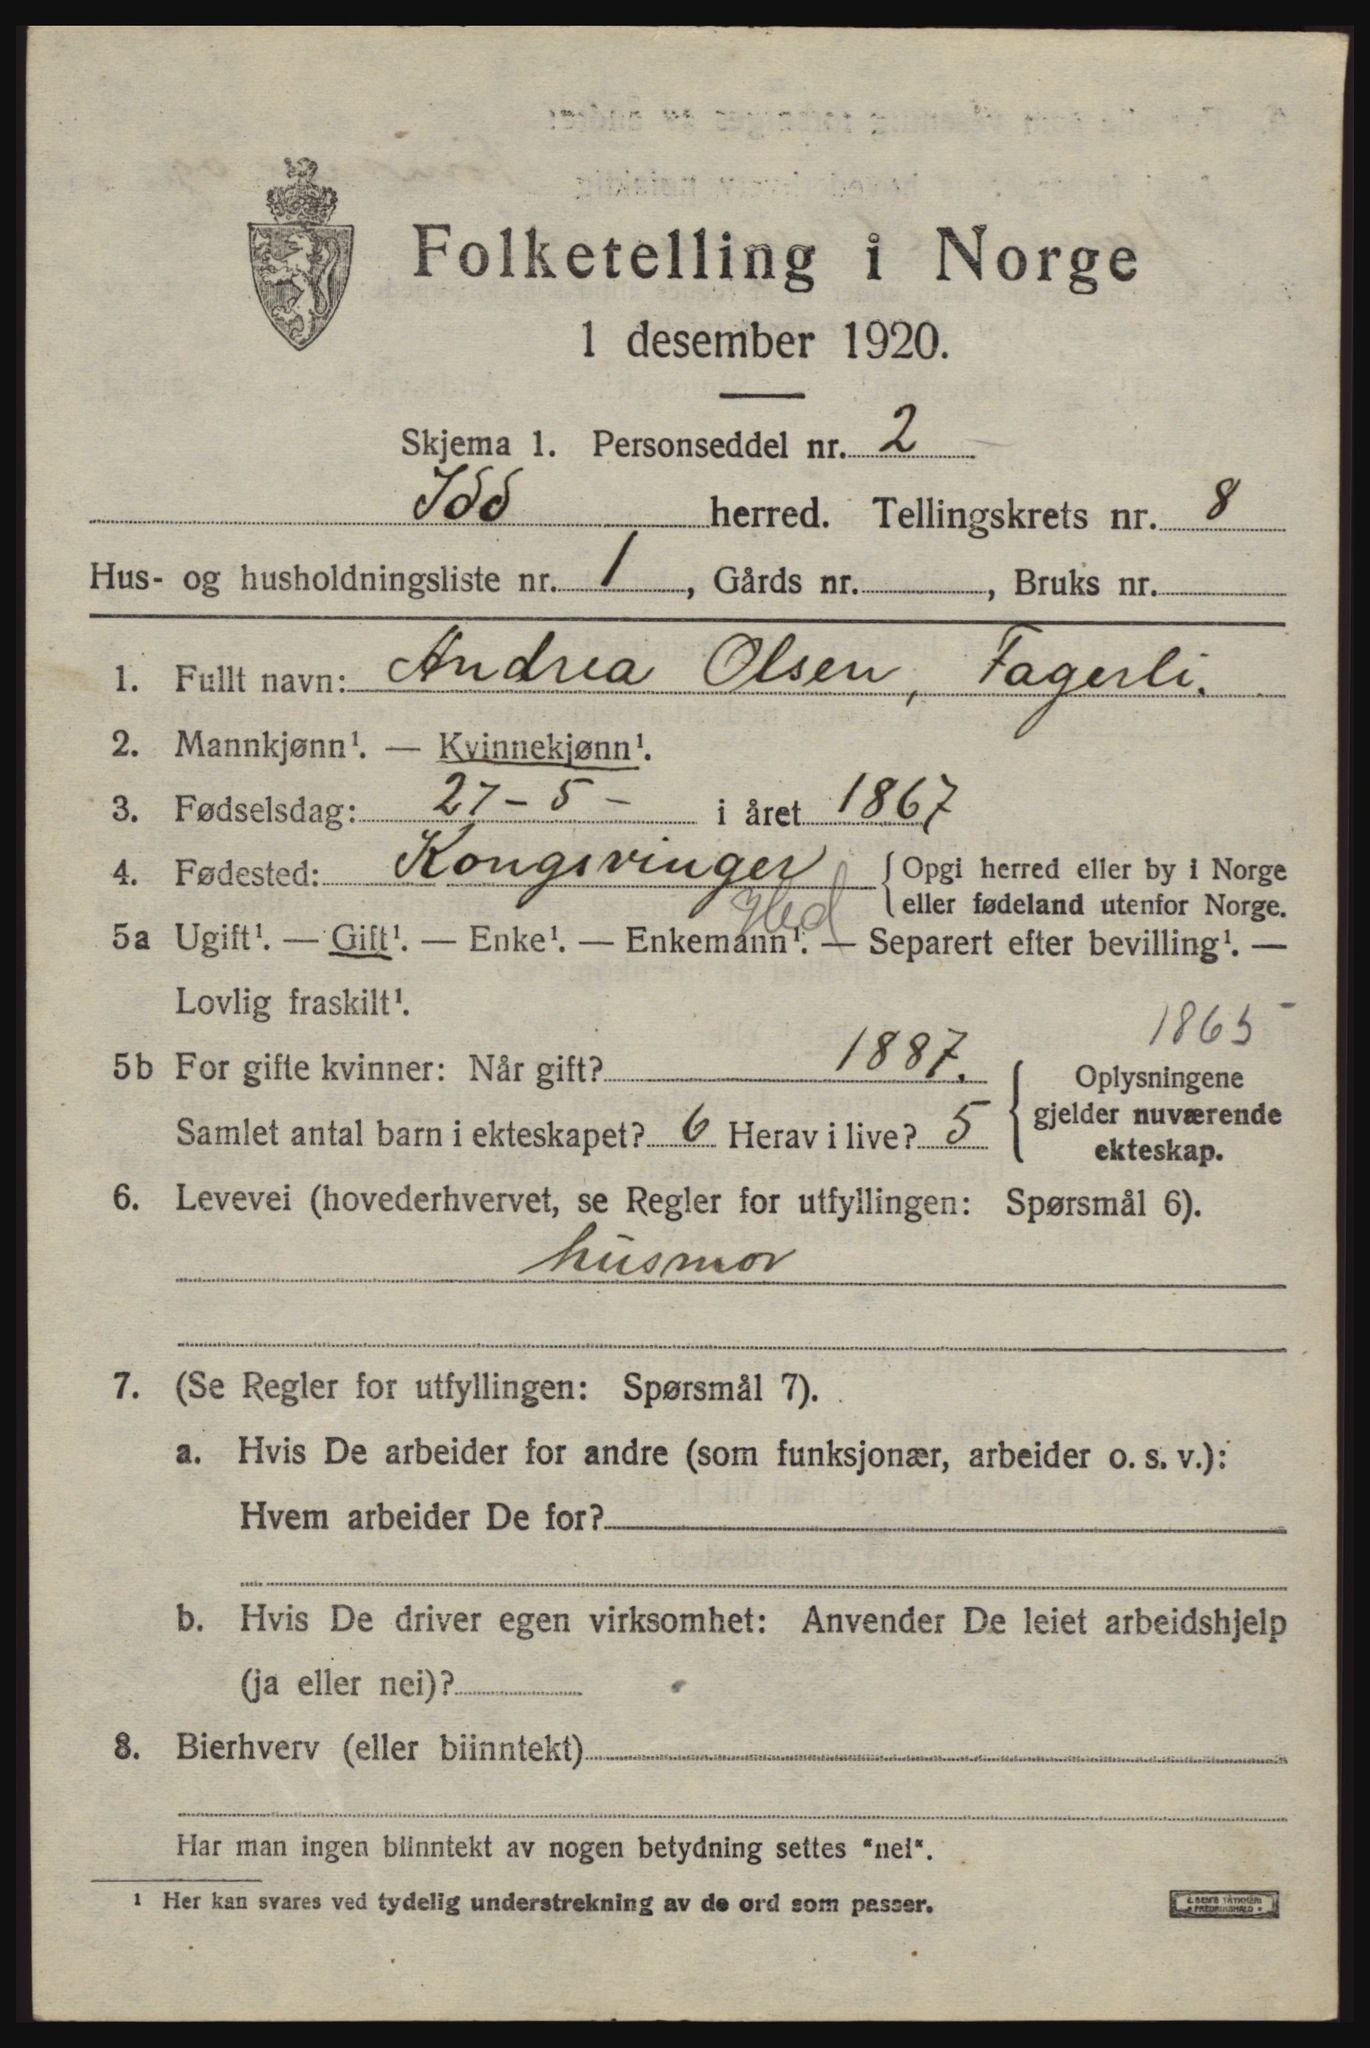 Folketelling i Norge
1 desember 1920.
Skjema 1. Personseddel nr. 2
Idd herred. Tellingskrets nr. 8
Hus- og husholdningsliste nr. 1, Gårds nr. , Bruks nr.
1. Fullt navn: Andrea Olsen, Fagerli.
2. Mannkjønn¹. — Kvinnekjønn¹.
3. Fødselsdag: 27 - 5 - i året 1867
4. Fødested: Kongsvinger { Opgi herred eller by i Norge
eller fødeland utenfor Norge.
Hed
5a Ugift¹. — Gift¹. — Enke¹. — Enkemann¹. — Separert efter bevilling¹. —
Lovlig fraskilt¹.
1865
5b For gifte kvinner: Når gift? 1887. { Oplysningene
gjelder nuværende
ekteskap.
Samlet antal barn i ekteskapet? 6 Herav i live? 5
6. Levevei (hovederhvervet, se Regler for utfyllingen: Spørsmål 6).
husmor
7. (Se Regler for utfyllingen: Spørsmål 7).
a. Hvis De arbeider for andre (som funksjonær, arbeider o. s. v.):
Hvem arbeider De for?
b. Hvis De driver egen virksomhet: Anvender De leiet arbeidshjelp
(ja eller nei)?
8. Bierhverv (eller biinntekt)
Har man ingen biinntekt av nogen betydning settes "nei".
¹ Her kan svares ved tydelig understrekning av de ord som passer.
FREDRIKSHALD